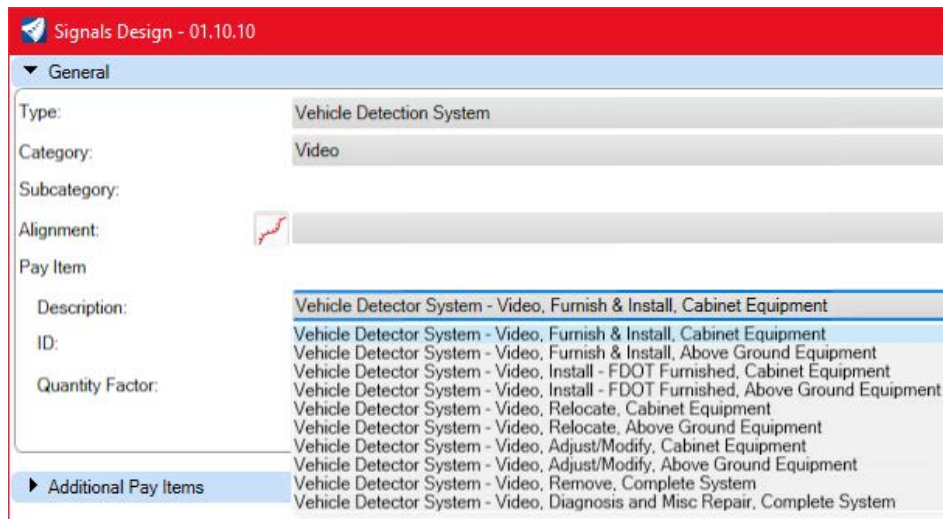 Signals Design - 01.10.10
General
Type: Vehicle Detection System
Category: Video
Subcategory:
Alignment:
Pay Item
Description: Vehicle Detector System - Video, Furnish & Install, Cabinet Equipment
ID:
Quantity Factor:
Vehicle Detector System - Video, Furnish & Install, Cabinet Equipment
Vehicle Detector System - Video, Furnish & Install, Above Ground Equipment
Vehicle Detector System - Video, Install - FDOT Furnished, Cabinet Equipment
Vehicle Detector System - Video, Install - FDOT Furnished, Above Ground Equipment
Vehicle Detector System - Video, Relocate, Cabinet Equipment
Vehicle Detector System - Video, Relocate, Above Ground Equipment
Vehicle Detector System - Video, Adjust/Modify, Cabinet Equipment
Vehicle Detector System - Video, Adjust/Modify, Above Ground Equipment
Vehicle Detector System - Video, Remove, Complete System
Vehicle Detector System - Video, Diagnosis and Misc Repair, Complete System
Additional Pay Items